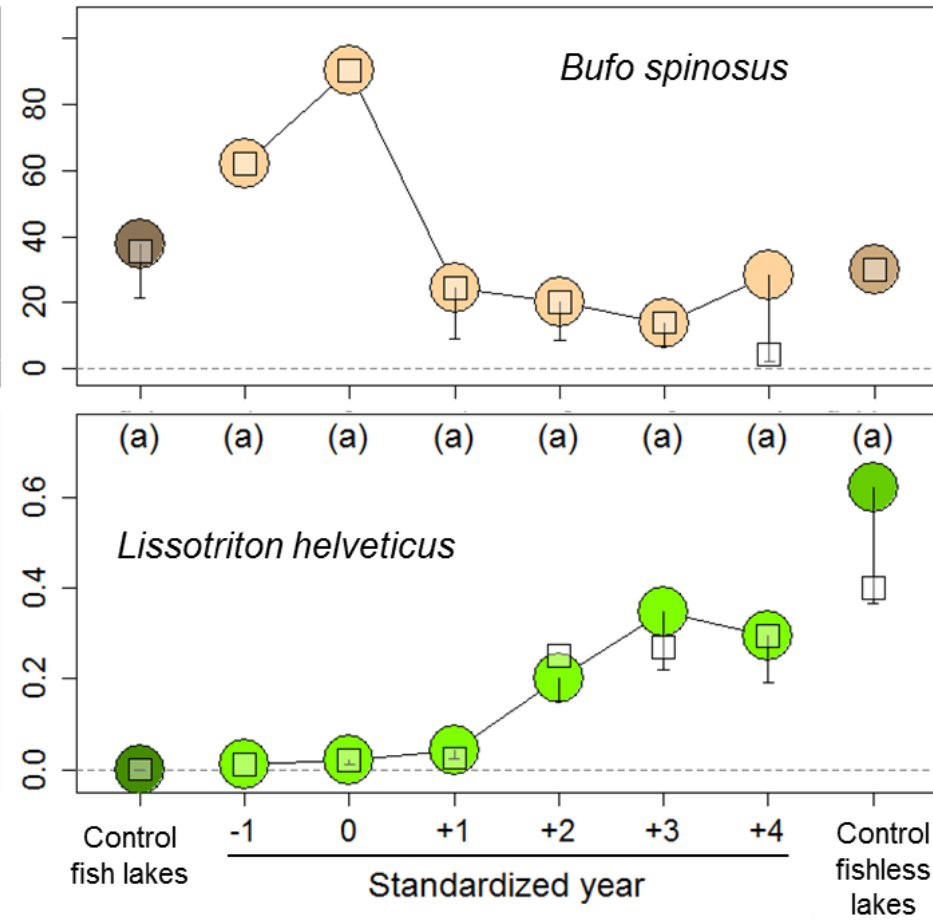 Bufo spinosus
80
60
40
20
0
(a) (a) (a) (a) (a) (a) (a) (a)
Lissotriton helveticus
0.6
0.4
0.2
0.0
Control fish lakes
-1 0 +1 +2 +3 +4
Control fishless lakes
Standardized year